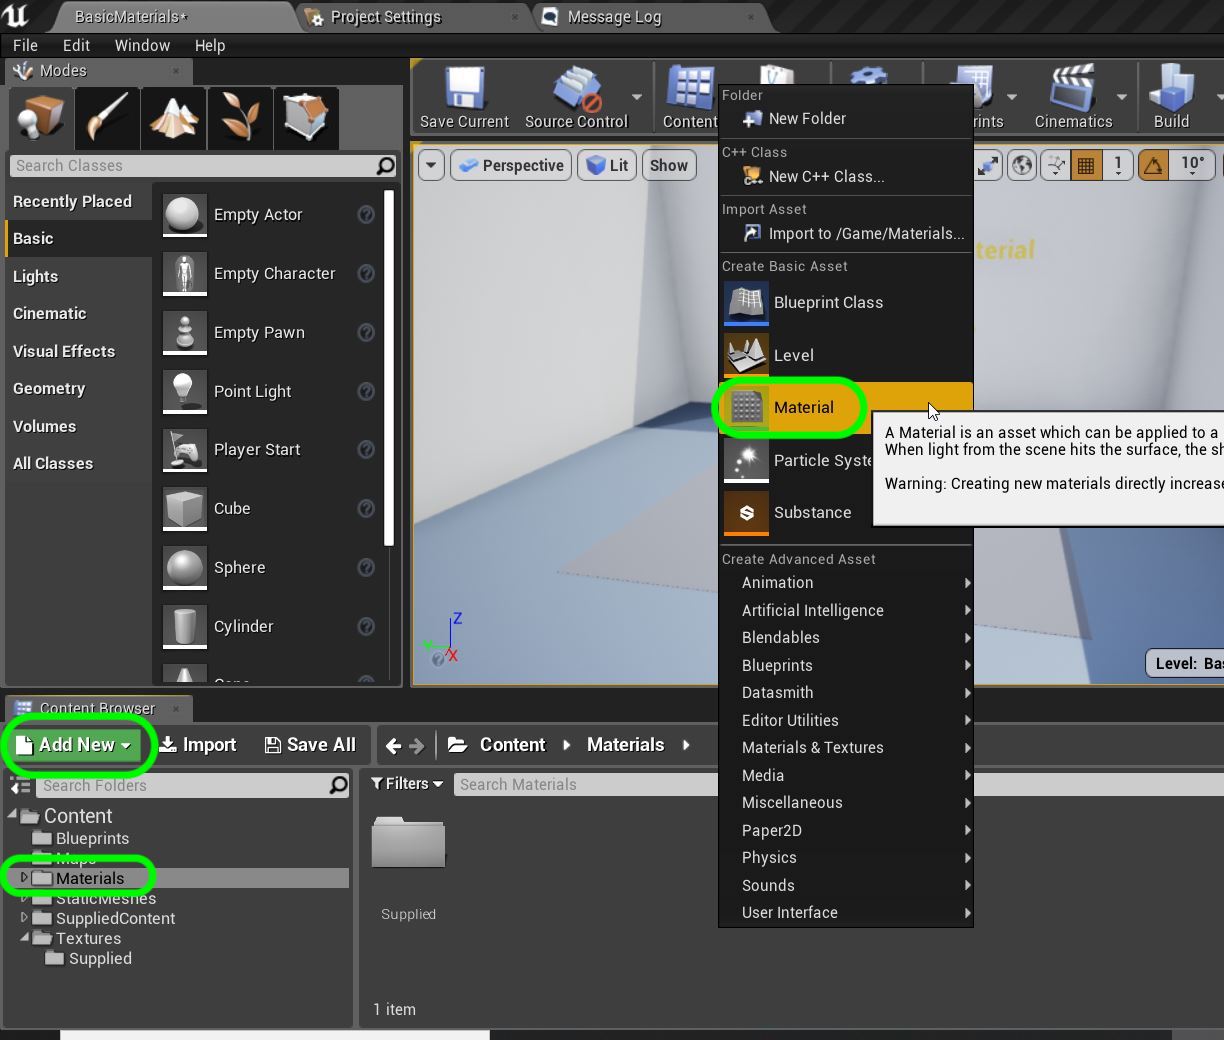 BasicMaterials*
Project Settings
Message Log
File Edit Window Help
Modes
Save Current
Source Control
Content
Cinematics
Build
Search Classes
Recently Placed
Basic
Lights
Cinematic
Visual Effects
Geometry
Volumes
All Classes
Empty Actor
Empty Character
Empty Pawn
Point Light
Player Start
Cube
Sphere
Cylinder
Perspective
Lit
Show
1
10°
Z
Y
X
Folder
New Folder
C++ Class
New C++ Class...
Import Asset
Import to /Game/Materials...
Create Basic Asset
Blueprint Class
Level
Material
Particle Syste
Substance
A Material is an asset which can be applied to a
When light from the scene hits the surface, the sh
Warning: Creating new materials directly increase
Create Advanced Asset
Animation
Artificial Intelligence
Blendables
Blueprints
Datasmith
Editor Utilities
Materials & Textures
Media
Miscellaneous
Paper2D
Physics
Sounds
User Interface
terial
Level: Bas
Content Browser
Add New
Import
Save All
Content
Materials
Search Folders
Filters
Search Materials
Content
Blueprints
Maps
Materials
StaticMeshes
SuppliedContent
Textures
Supplied
Supplied
1 item